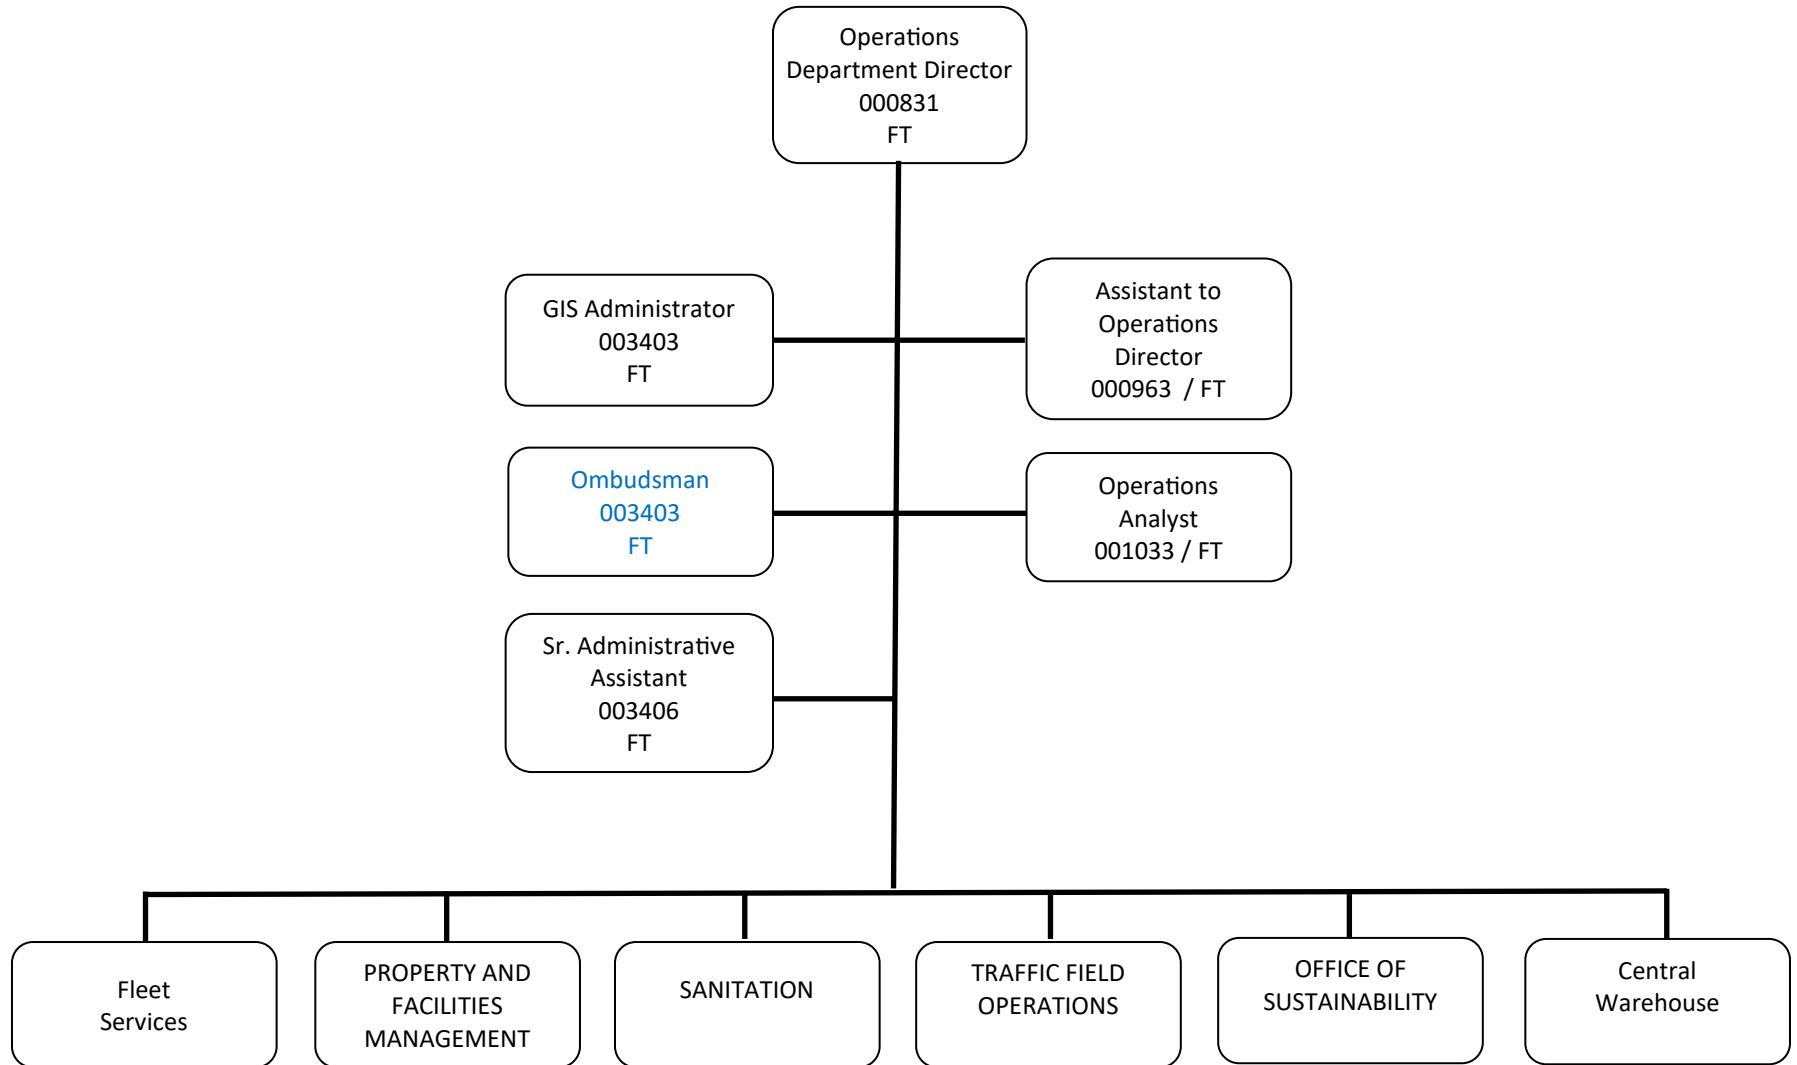 Operations
Department Director
000831
FT
GIS Administrator
003403
FT
Assistant to
Operations
Director
000963  / FT
Ombudsman
003403
FT
Operations
Analyst
001033 / FT
Sr. Administrative
Assistant
003406
FT
Fleet
Services
PROPERTY AND
FACILITIES
MANAGEMENT
SANITATION
TRAFFIC FIELD
OPERATIONS
OFFICE OF
SUSTAINABILITY
Central
Warehouse